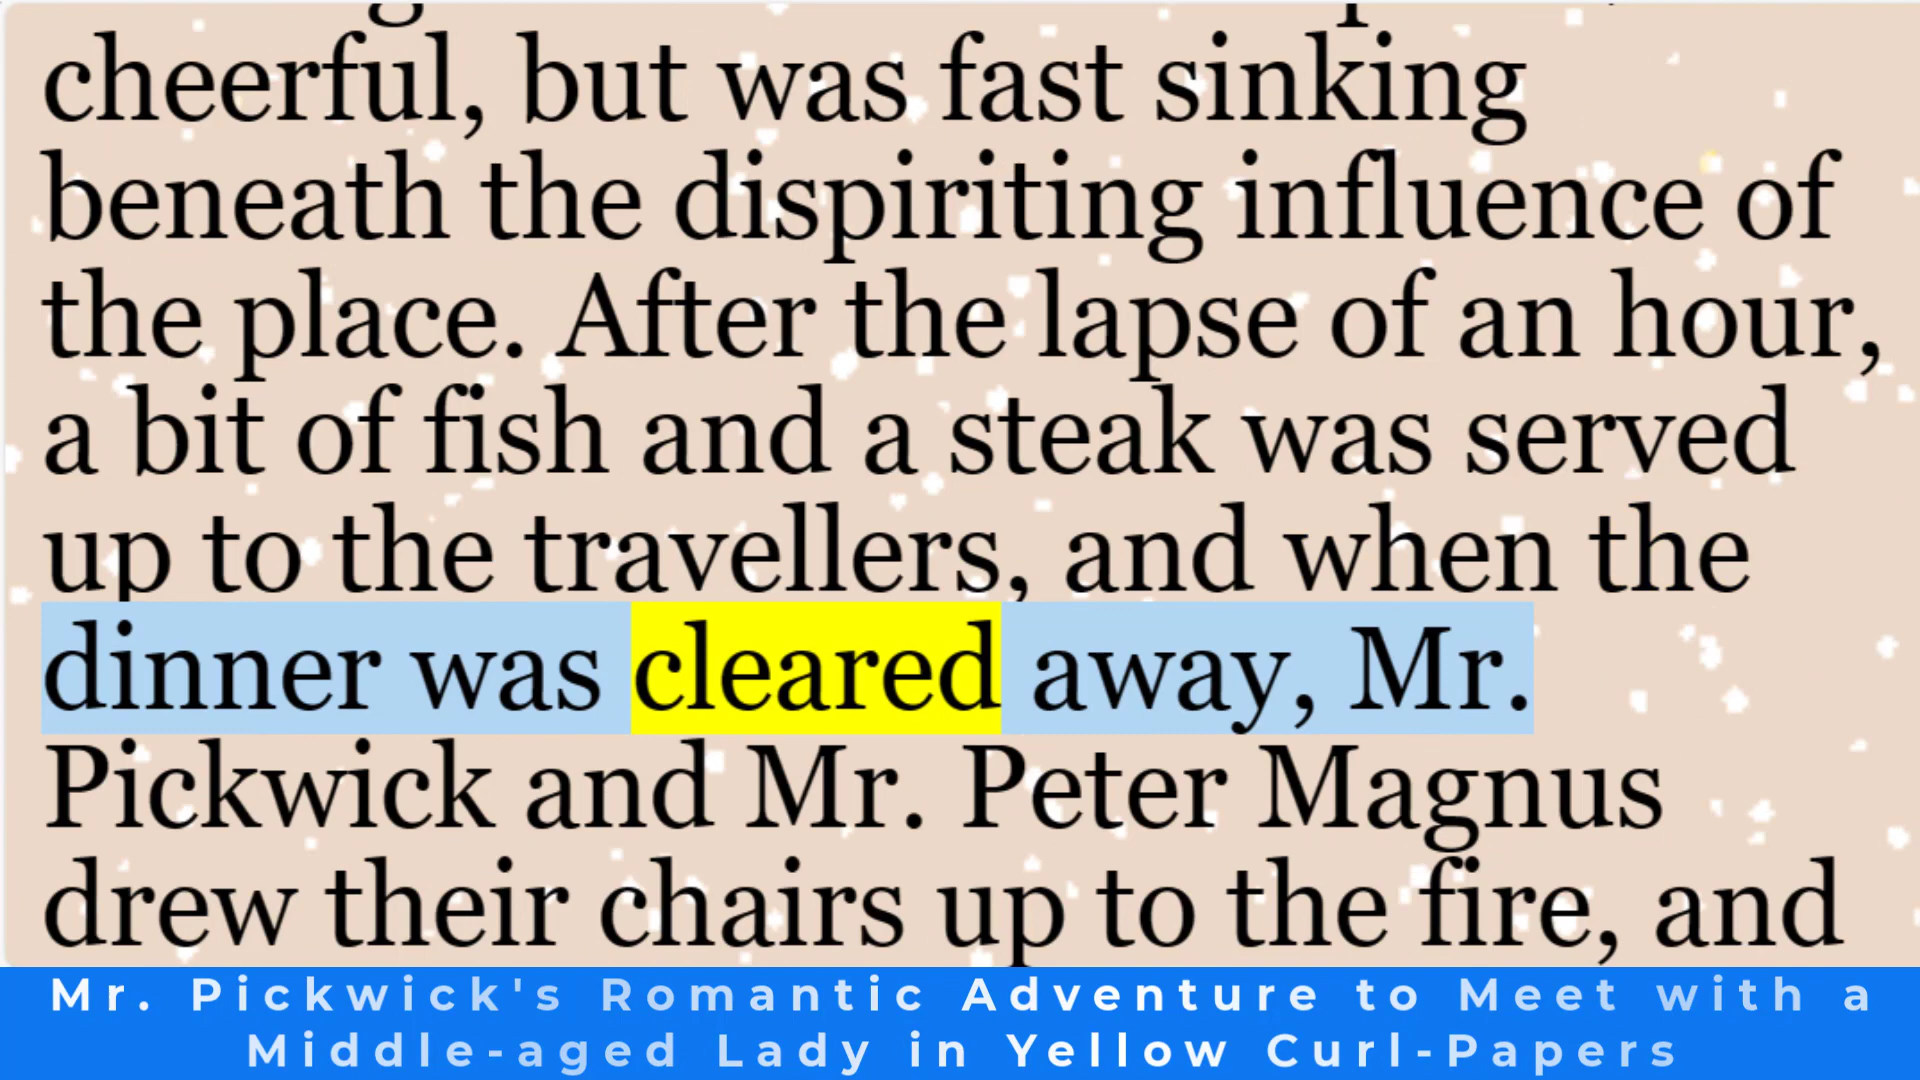 cheerful, but was fast sinking
beneath the dispiriting influence of
the place. After the lapse of an hour,
a bit of fish and a steak was served
up to the travellers, and when the
dinner was cleared away, Mr.
Pickwick and Mr. Peter Magnus
drew their chairs up to the fire, and
Mr. Pickwick's Romantic Adventure to Meet with a
Middle-aged Lady in Yellow Curl-Papers